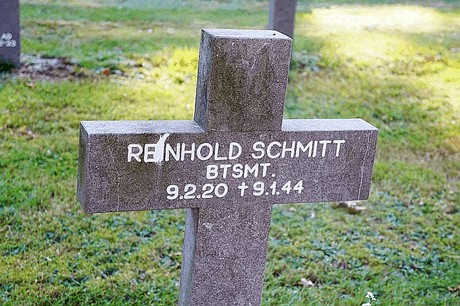 REINHOLD SCHMITT
BTSMT.
9.2.20 † 9.1.44